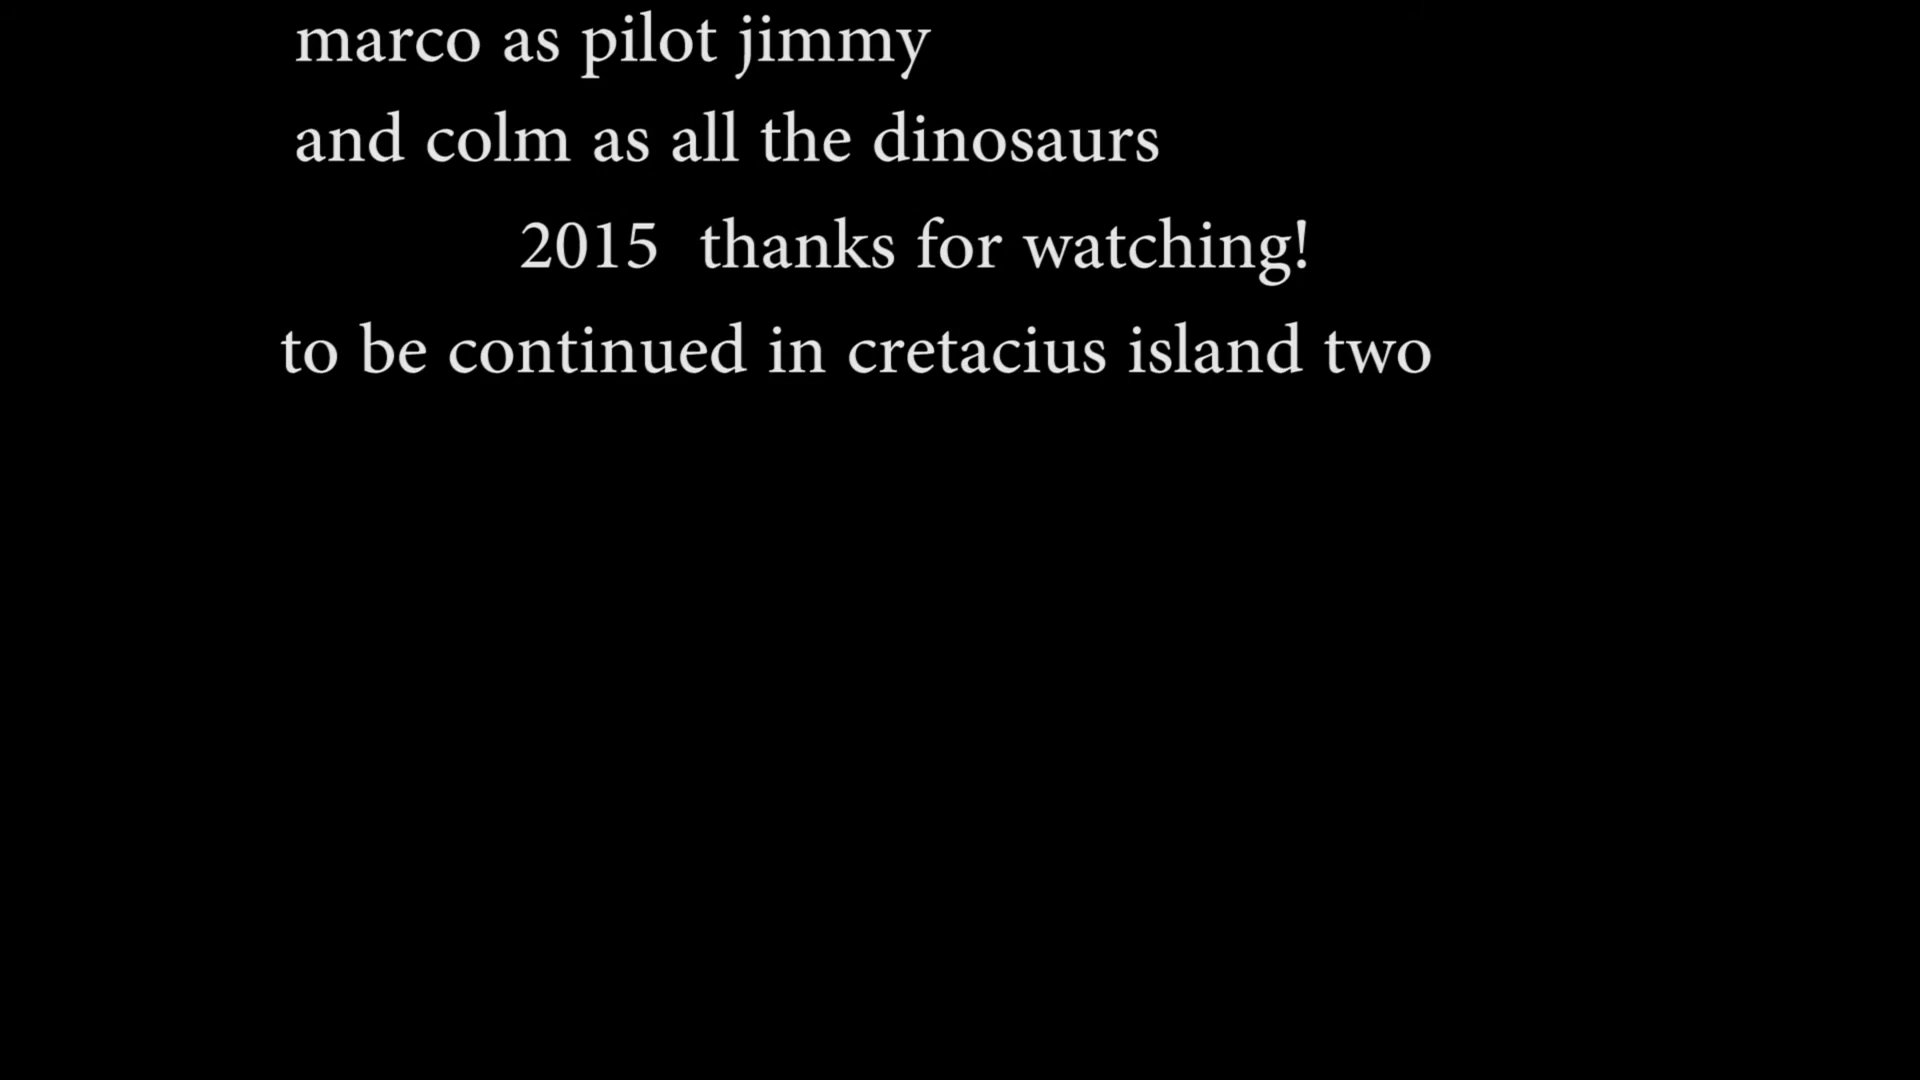 marco as pilot jimmy
and colm as all the dinosaurs
2015  thanks for watching!
to be continued in cretacius island two